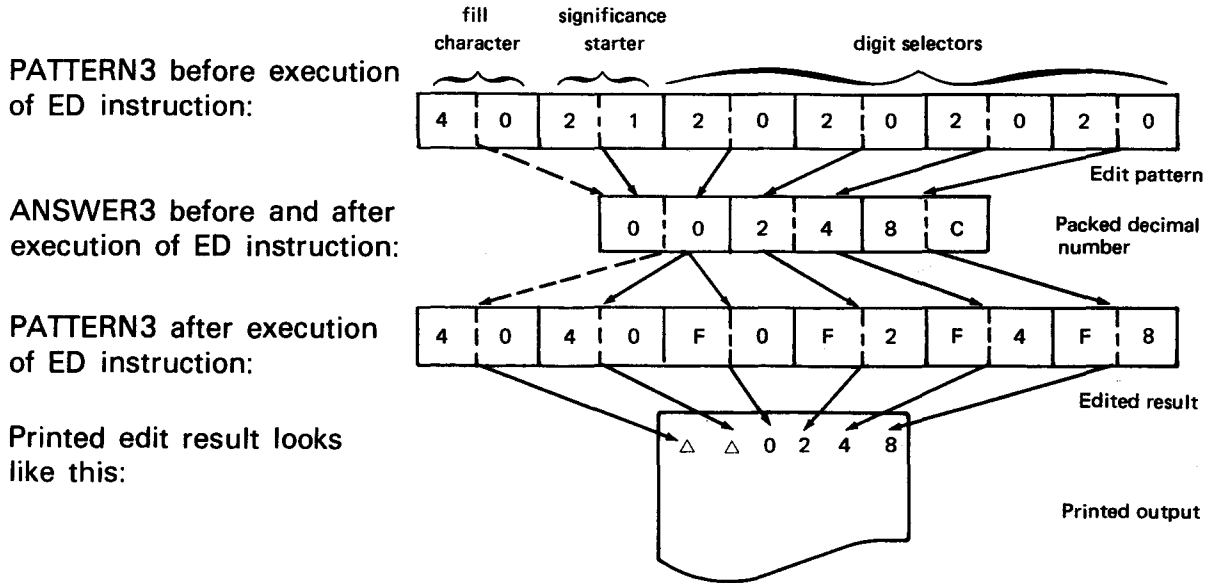 fill significance
character starter digit selectors
PATTERN3 before execution
of ED instruction:
4 0 2 1 2 0 2 0 2 0 2 0
Edit pattern
ANSWER3 before and after
execution of ED instruction:
0 0 2 4 8 C
Packed decimal
number
PATTERN3 after execution
of ED instruction:
4 0 4 0 F 0 F 2 F 4 F 8
Edited result
Printed edit result looks
like this:
△ △ 0 2 4 8
Printed output